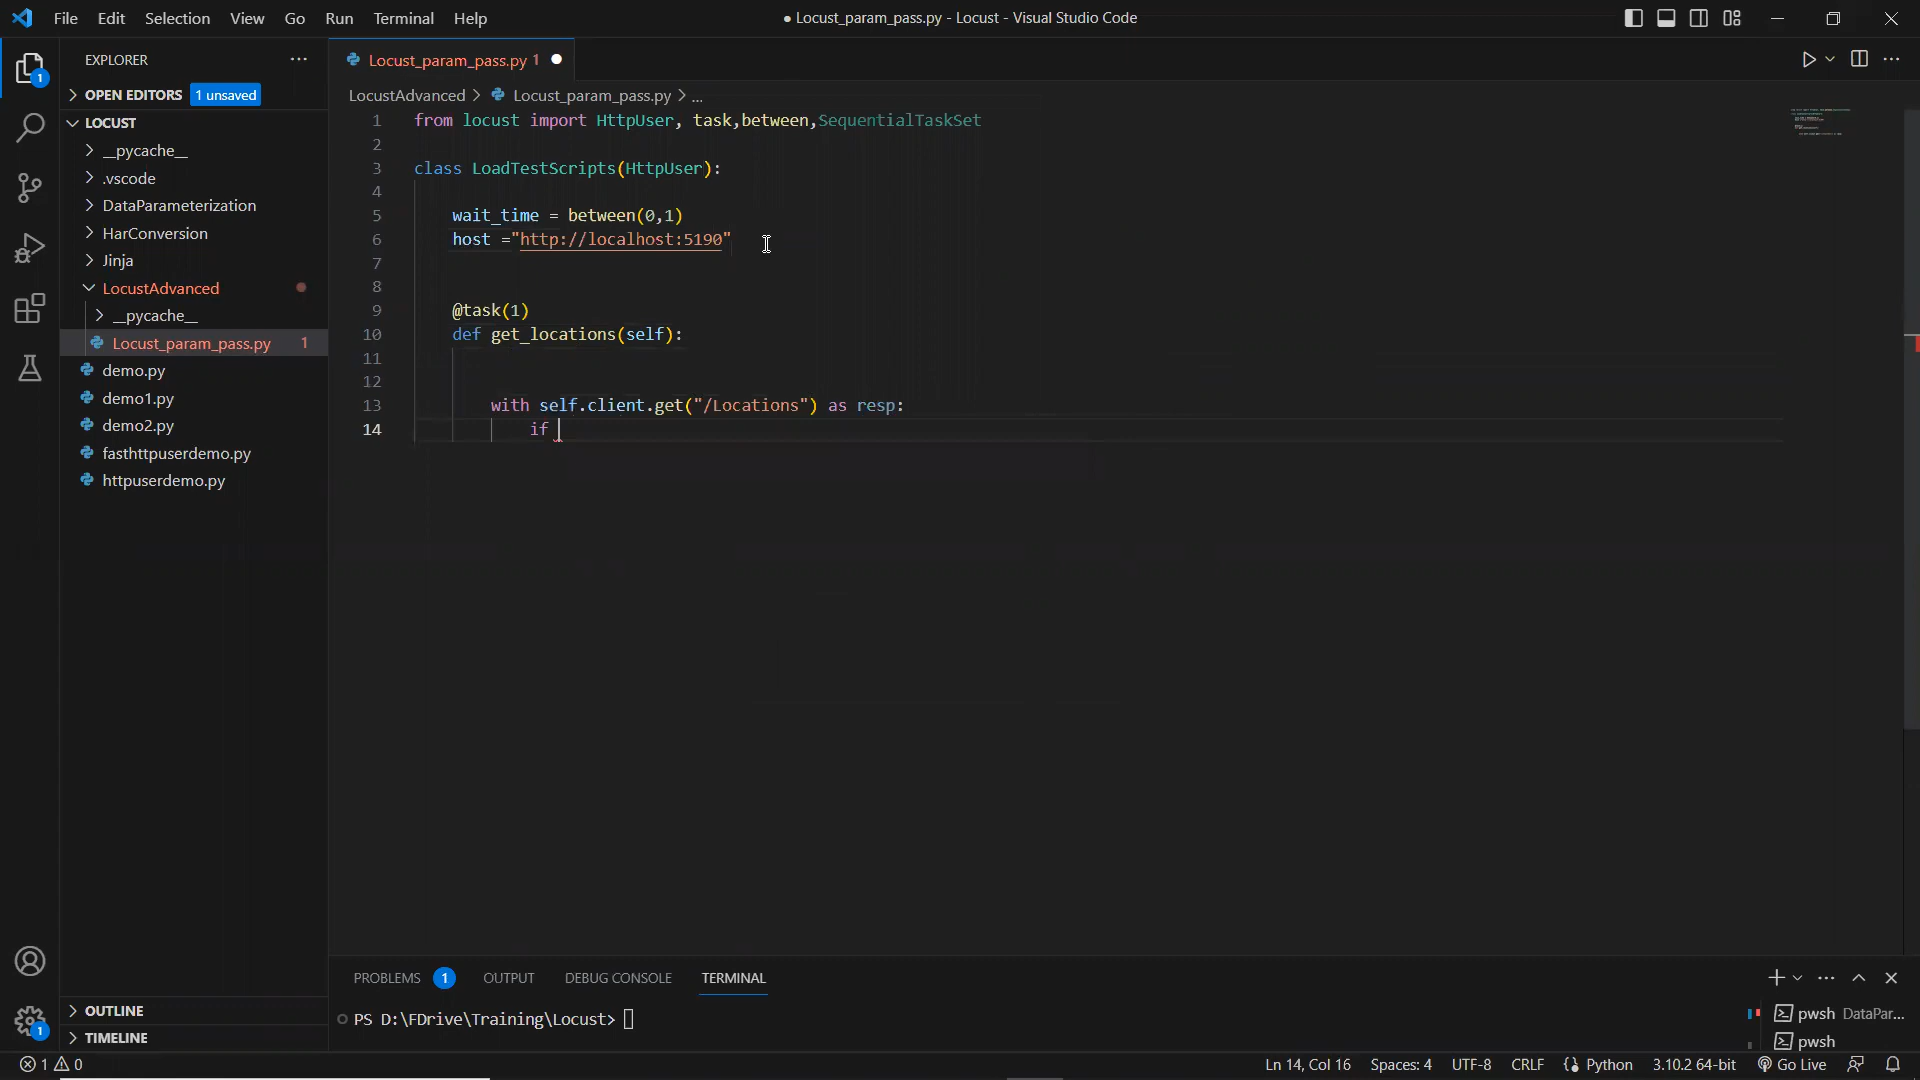 File Edit Selection View Go Run Terminal Help
● Locust_param_pass.py - Locust - Visual Studio Code
EXPLORER
Locust_param_pass.py 1
OPEN EDITORS 1 unsaved
LocustAdvanced > Locust_param_pass.py > ...
LOCUST
__pycache__
.vscode
DataParameterization
HarConversion
Jinja
LocustAdvanced
__pycache__
Locust_param_pass.py 1
demo.py
demo1.py
demo2.py
fasthttpuserdemo.py
httpuserdemo.py
OUTLINE
TIMELINE
1 from locust import HttpUser, task,between,SequentialTaskSet
2
3 class LoadTestScripts(HttpUser):
4
5 wait_time = between(0,1)
6 host ="http://localhost:5190"
7
8
9 @task(1)
10 def get_locations(self):
11
12
13 with self.client.get("/Locations") as resp:
14 if
PROBLEMS 1 OUTPUT DEBUG CONSOLE TERMINAL
PS D:\FDrive\Training\Locust>
pwsh DataPar...
pwsh
1
1
1 0
Ln 14, Col 16 Spaces: 4 UTF-8 CRLF Python 3.10.2 64-bit Go Live